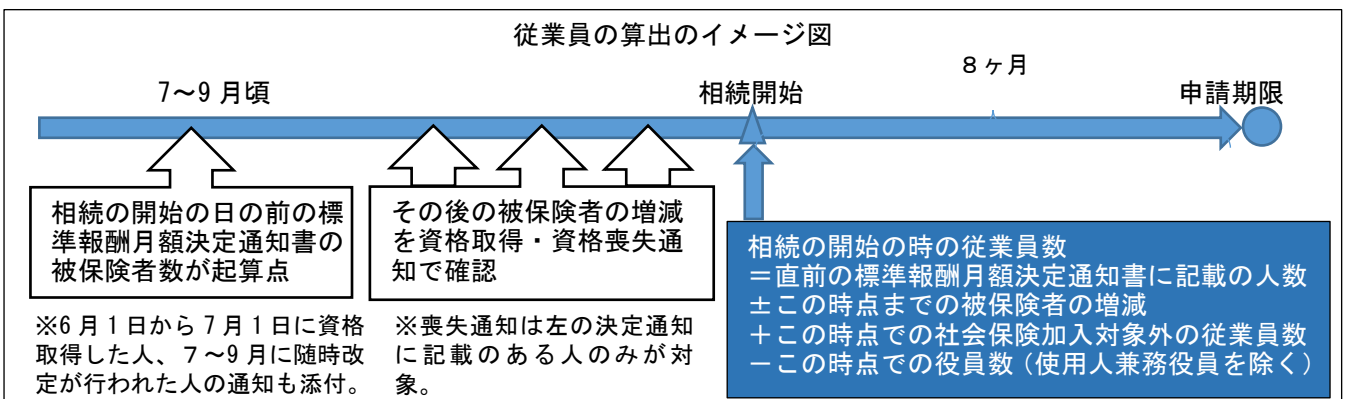 従業員の算出のイメージ図
８ヶ月
7～9 月頃
相続開始
申請期限
相続の開始の日の前の標
準報酬月額決定通知書の
被保険者数が起算点
その後の被保険者の増減
を資格取得・資格喪失通
知で確認
相続の開始の時の従業員数
＝直前の標準報酬月額決定通知書に記載の人数
±この時点までの被保険者の増減
＋この時点での社会保険加入対象外の従業員数
－この時点での役員数（使用人兼務役員を除く）
※6 月 1 日から 7 月 1 日に資格
取得した人、７～9 月に随時改
定が行われた人の通知も添付。
※喪失通知は左の決定通知
に記載のある人のみが対
象。